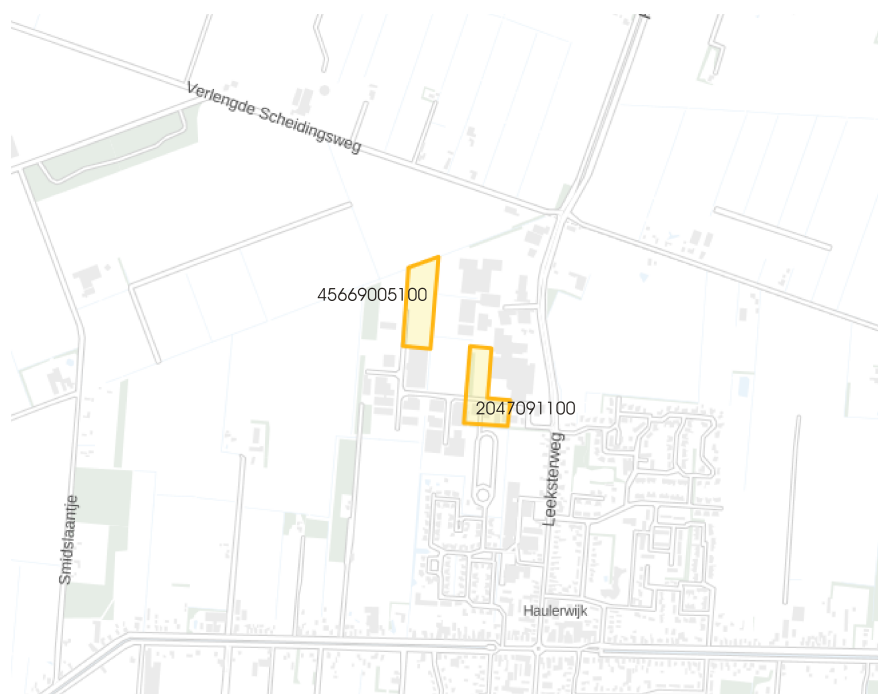 Verlengde Scheidingsweg
45669005100
2047091100
Leeksterweg
Smidslaantje
Haulerwijk